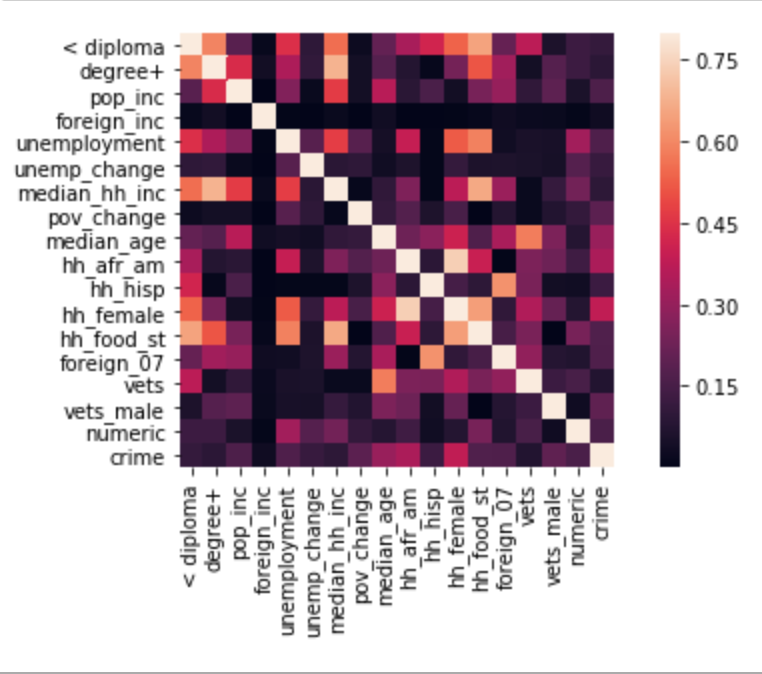 < diploma
degree+
pop_inc
foreign_inc
unemployment
unemp_change
median_hh_inc
pov_change
median_age
hh_afr_am
hh_hisp
hh_female
hh_food_st
foreign_07
vets
vets_male
numeric
crime
0.75
0.60
0.45
0.30
0.15
< diploma
degree+
pop_inc
foreign_inc
unemployment
unemp_change
median_hh_inc
pov_change
median_age
hh_afr_am
hh_hisp
hh_female
hh_food_st
foreign_07
vets
vets_male
numeric
crime